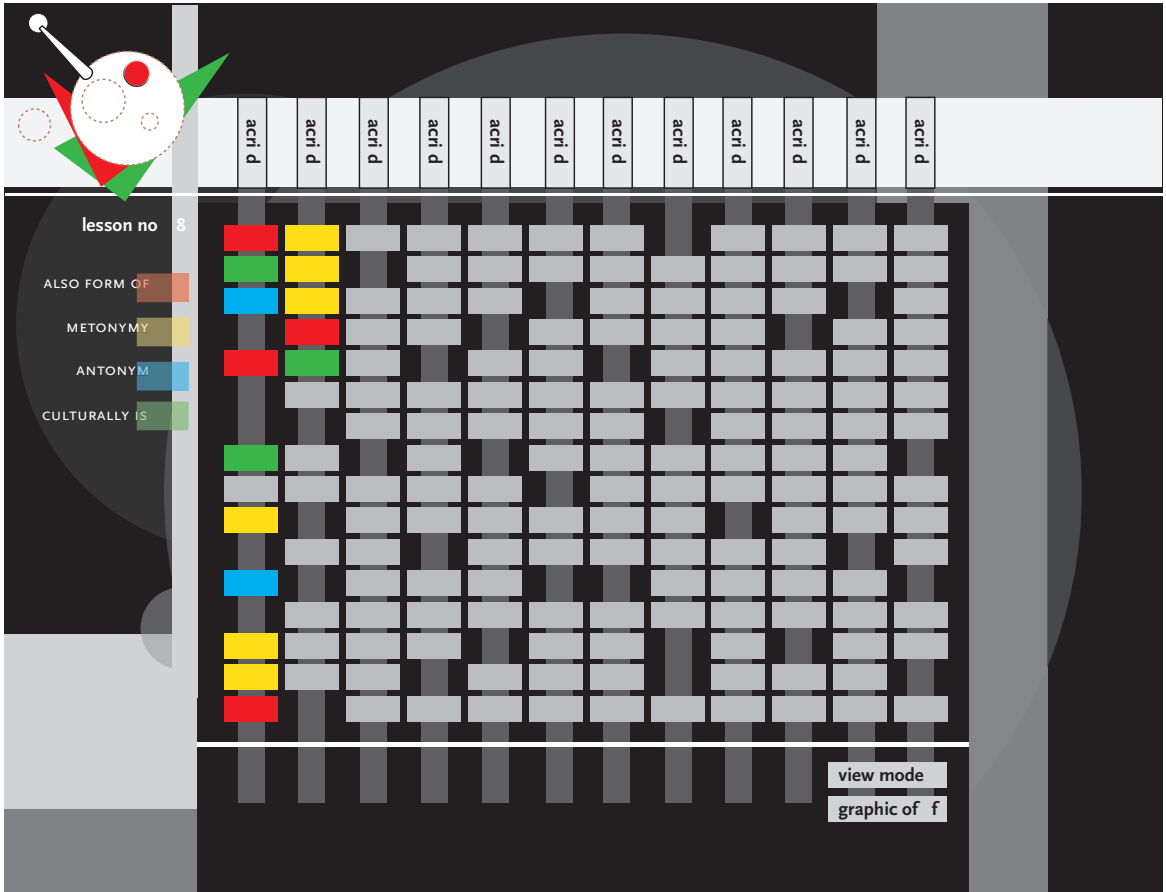 acri d
acri d
acri d
acri d
acri d
acri d
acri d
acri d
acri d
acri d
acri d
acri d
lesson no 8
ALSO FORM OF
METONYMY
ANTONYM
CULTURALLY IS
view mode
graphic of f